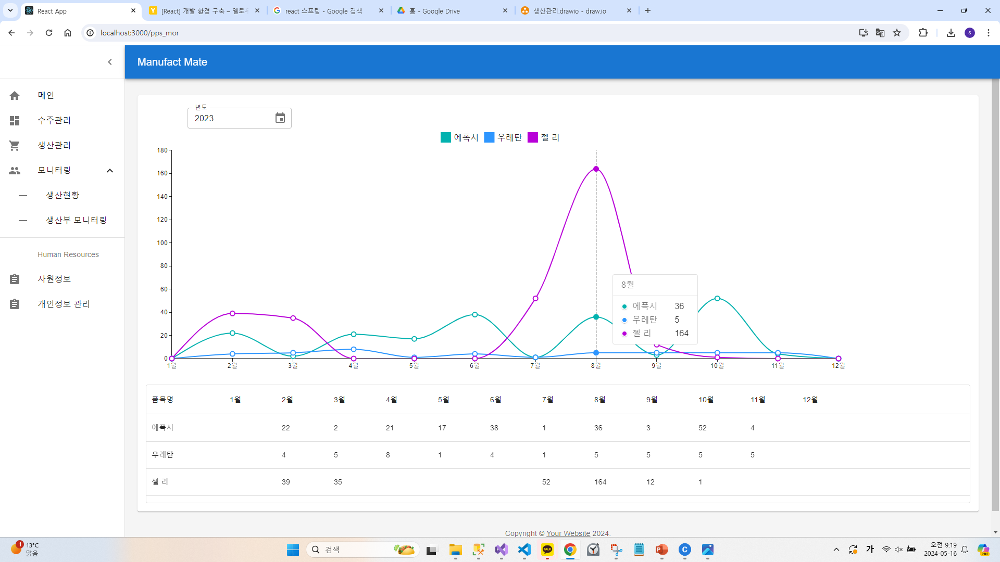 React App
[React] 개발 환경 구축 – 옐로우
react 스프링 - Google 검색
홈 - Google Drive
생산관리.drawio - draw.io
localhost:3000/pps_mor
Manufact Mate
메인
수주관리
생산관리
모니터링
생산현황
생산부 모니터링
Human Resources
사원정보
개인정보 관리
년도
2023
에폭시 우레탄 젤 리
180
160
140
120
100
80
60
40
20
0
8월
에폭시 36
우레탄 5
젤 리 164
1월 2월 3월 4월 5월 6월 7월 8월 9월 10월 11월 12월
품목명 1월 2월 3월 4월 5월 6월 7월 8월 9월 10월 11월 12월
에폭시 22 2 21 17 38 1 36 3 52 4
우레탄 4 5 8 1 4 1 5 5 5 5
젤 리 39 35 52 164 12 1
Copyright © Your Website 2024.
1
13°C
맑음
검색
TALK
가
오전 9:19
2024-05-16
PRE